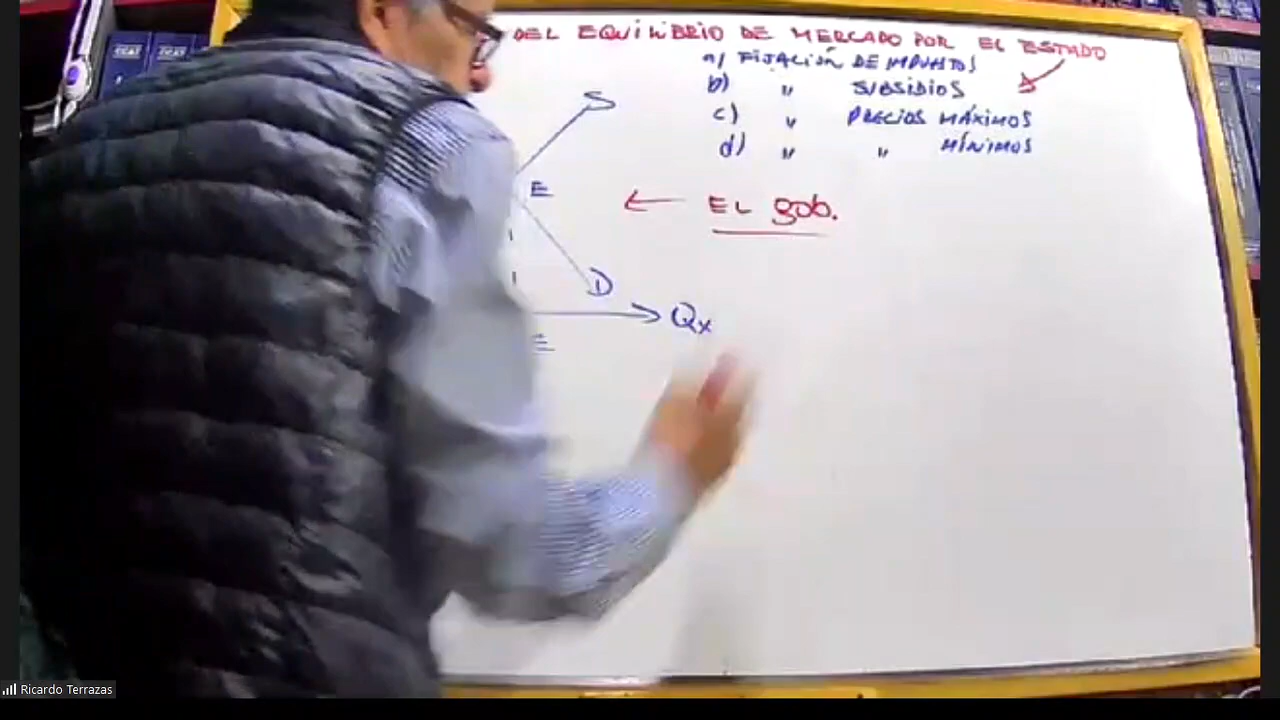 DEL EQUILIBRIO DE MERCADO POR EL ESTADO
a) FIJACIÓN DE IMPUESTOS
b) " SUBSIDIOS
c) " PRECIOS MÁXIMOS
d) " " MÍNIMOS
S
E
← EL gob.
D
Qx
E
Ricardo Terrazas